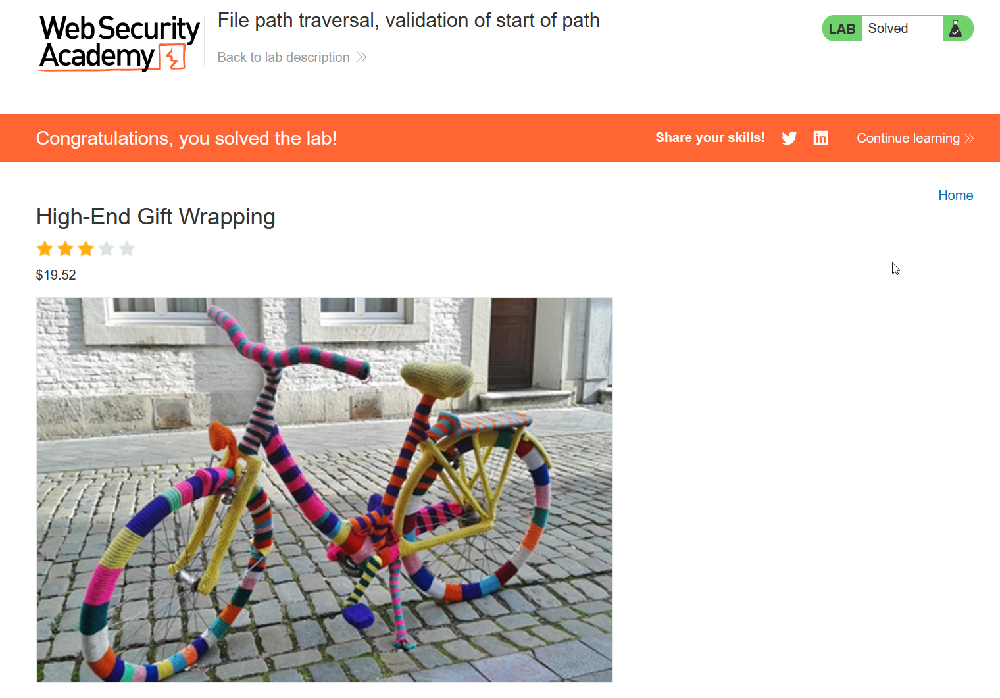 Web Security
Academy
File path traversal, validation of start of path
Back to lab description
LAB Solved
Congratulations, you solved the lab!
Share your skills!
in
Continue learning
Home
High-End Gift Wrapping
$19.52